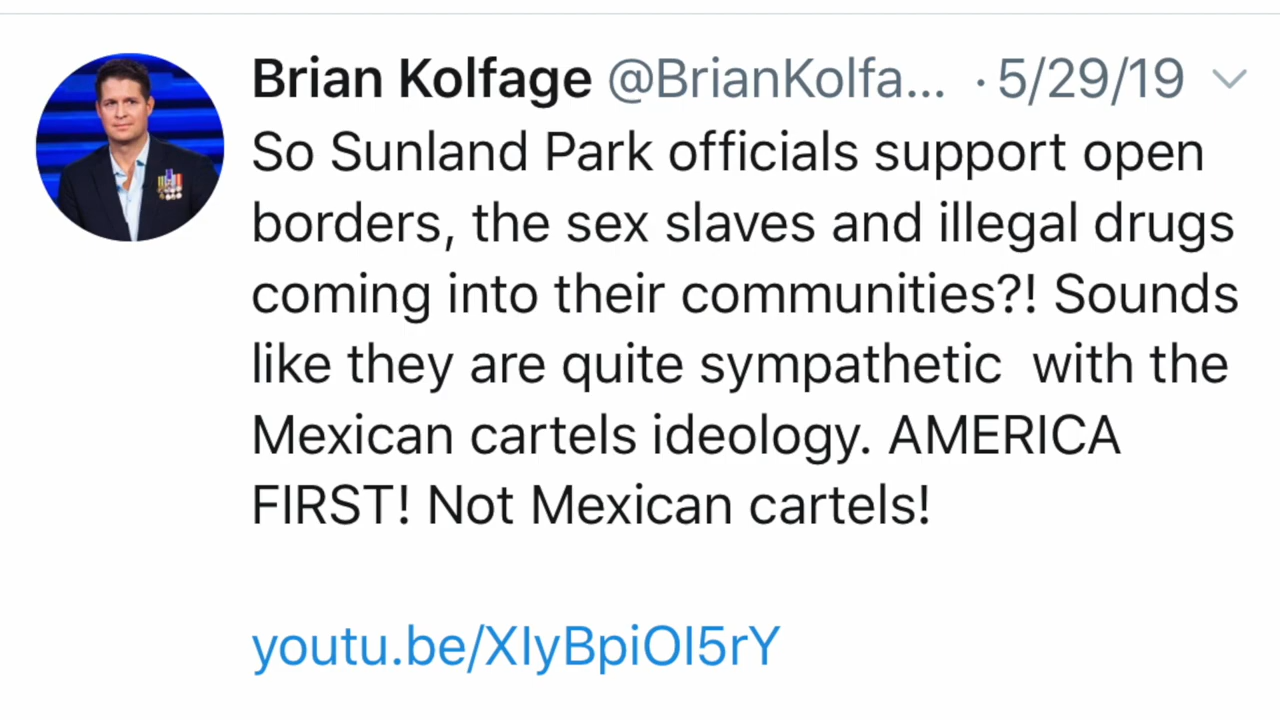 Brian Kolfage @BrianKolfa... · 5/29/19
So Sunland Park officials support open
borders, the sex slaves and illegal drugs
coming into their communities?! Sounds
like they are quite sympathetic  with the
Mexican cartels ideology. AMERICA
FIRST! Not Mexican cartels!
youtu.be/XlyBpiOI5rY